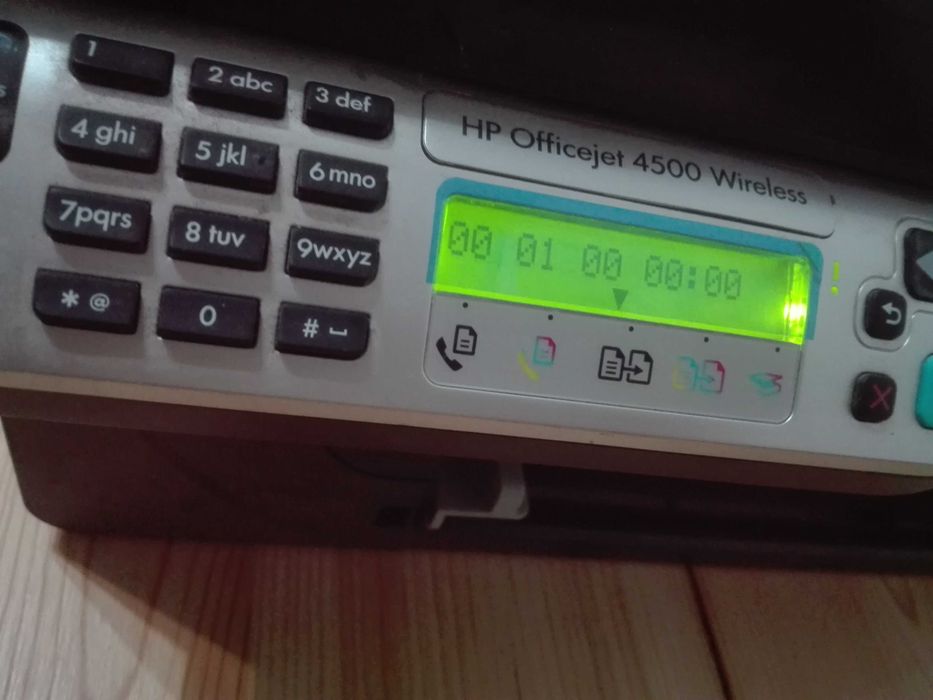 1
2 abc
3 def
4 ghi
5 jkl
6 mno
7pqrs
8 tuv
9wxyz
* @
0
# ⌴
HP Officejet 4500 Wireless
00 01 00 00:00
!